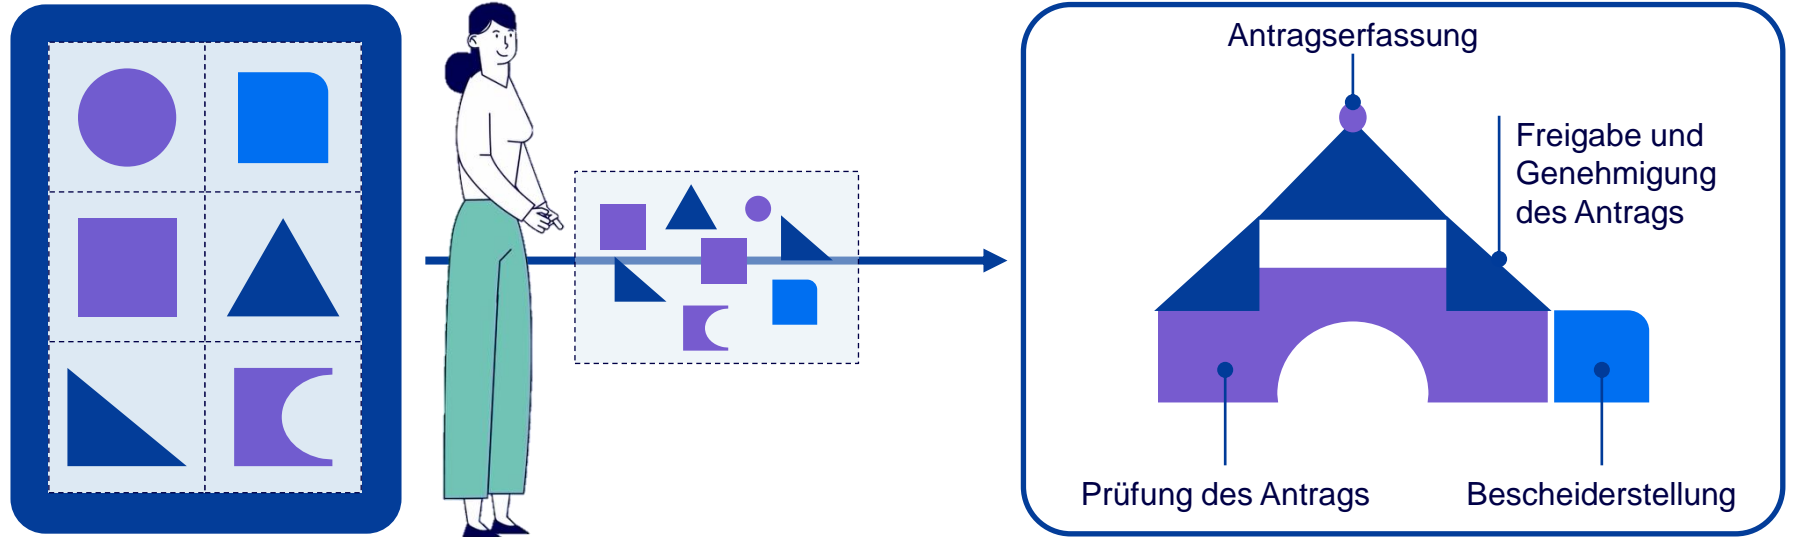 Antragserfassung
Freigabe und
Genehmigung
des Antrags
Prüfung des Antrags
Bescheiderstellung